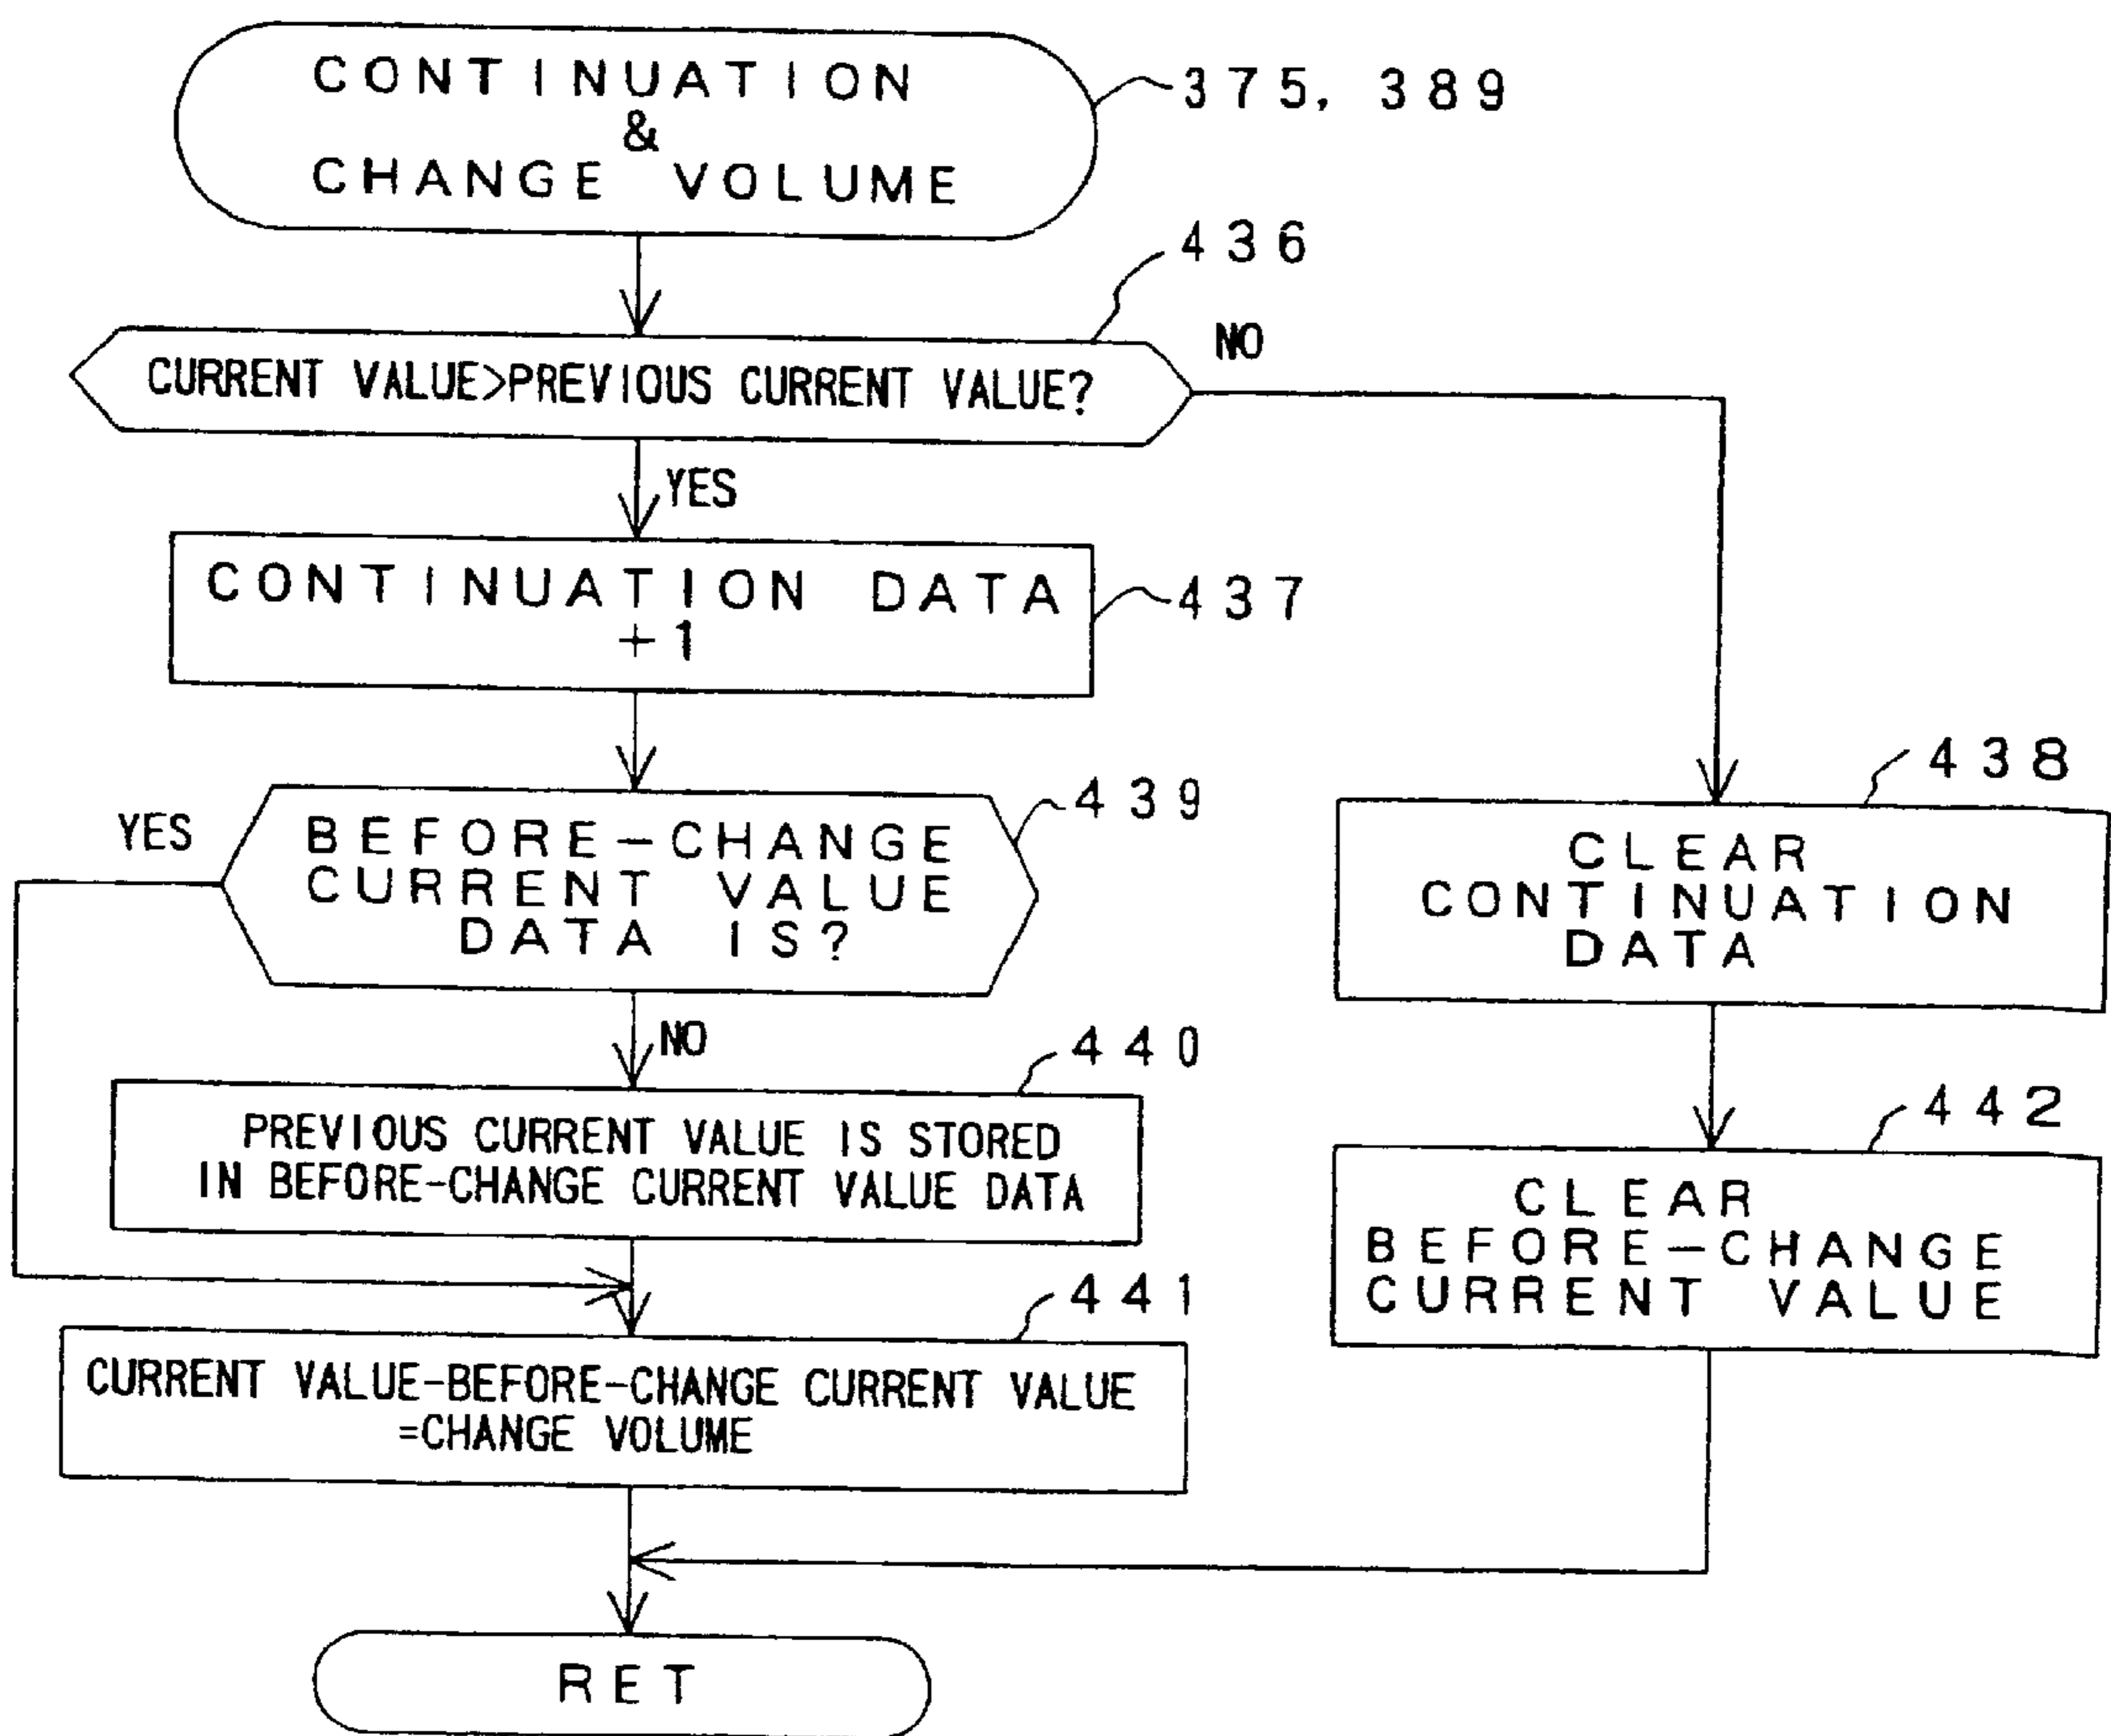 CONTINUATION
&
CHANGE VOLUME
375, 389
436
CURRENT VALUE>PREVIOUS CURRENT VALUE?
NO
YES
CONTINUATION DATA
+1
437
438
439
YES
BEFORE-CHANGE
CURRENT VALUE
DATA IS?
CLEAR
CONTINUATION
DATA
NO
440
PREVIOUS CURRENT VALUE IS STORED
IN BEFORE-CHANGE CURRENT VALUE DATA
442
CLEAR
BEFORE-CHANGE
CURRENT VALUE
441
CURRENT VALUE-BEFORE-CHANGE CURRENT VALUE
=CHANGE VOLUME
RET